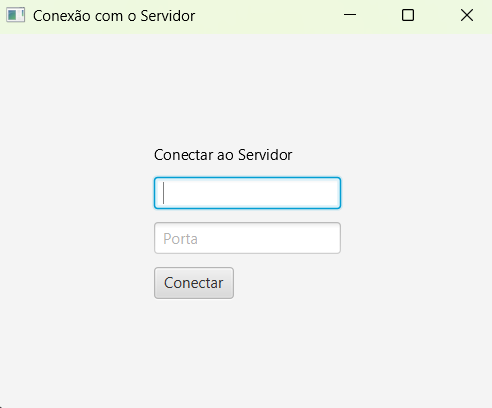 Conexão com o Servidor
Conectar ao Servidor
Porta
Conectar